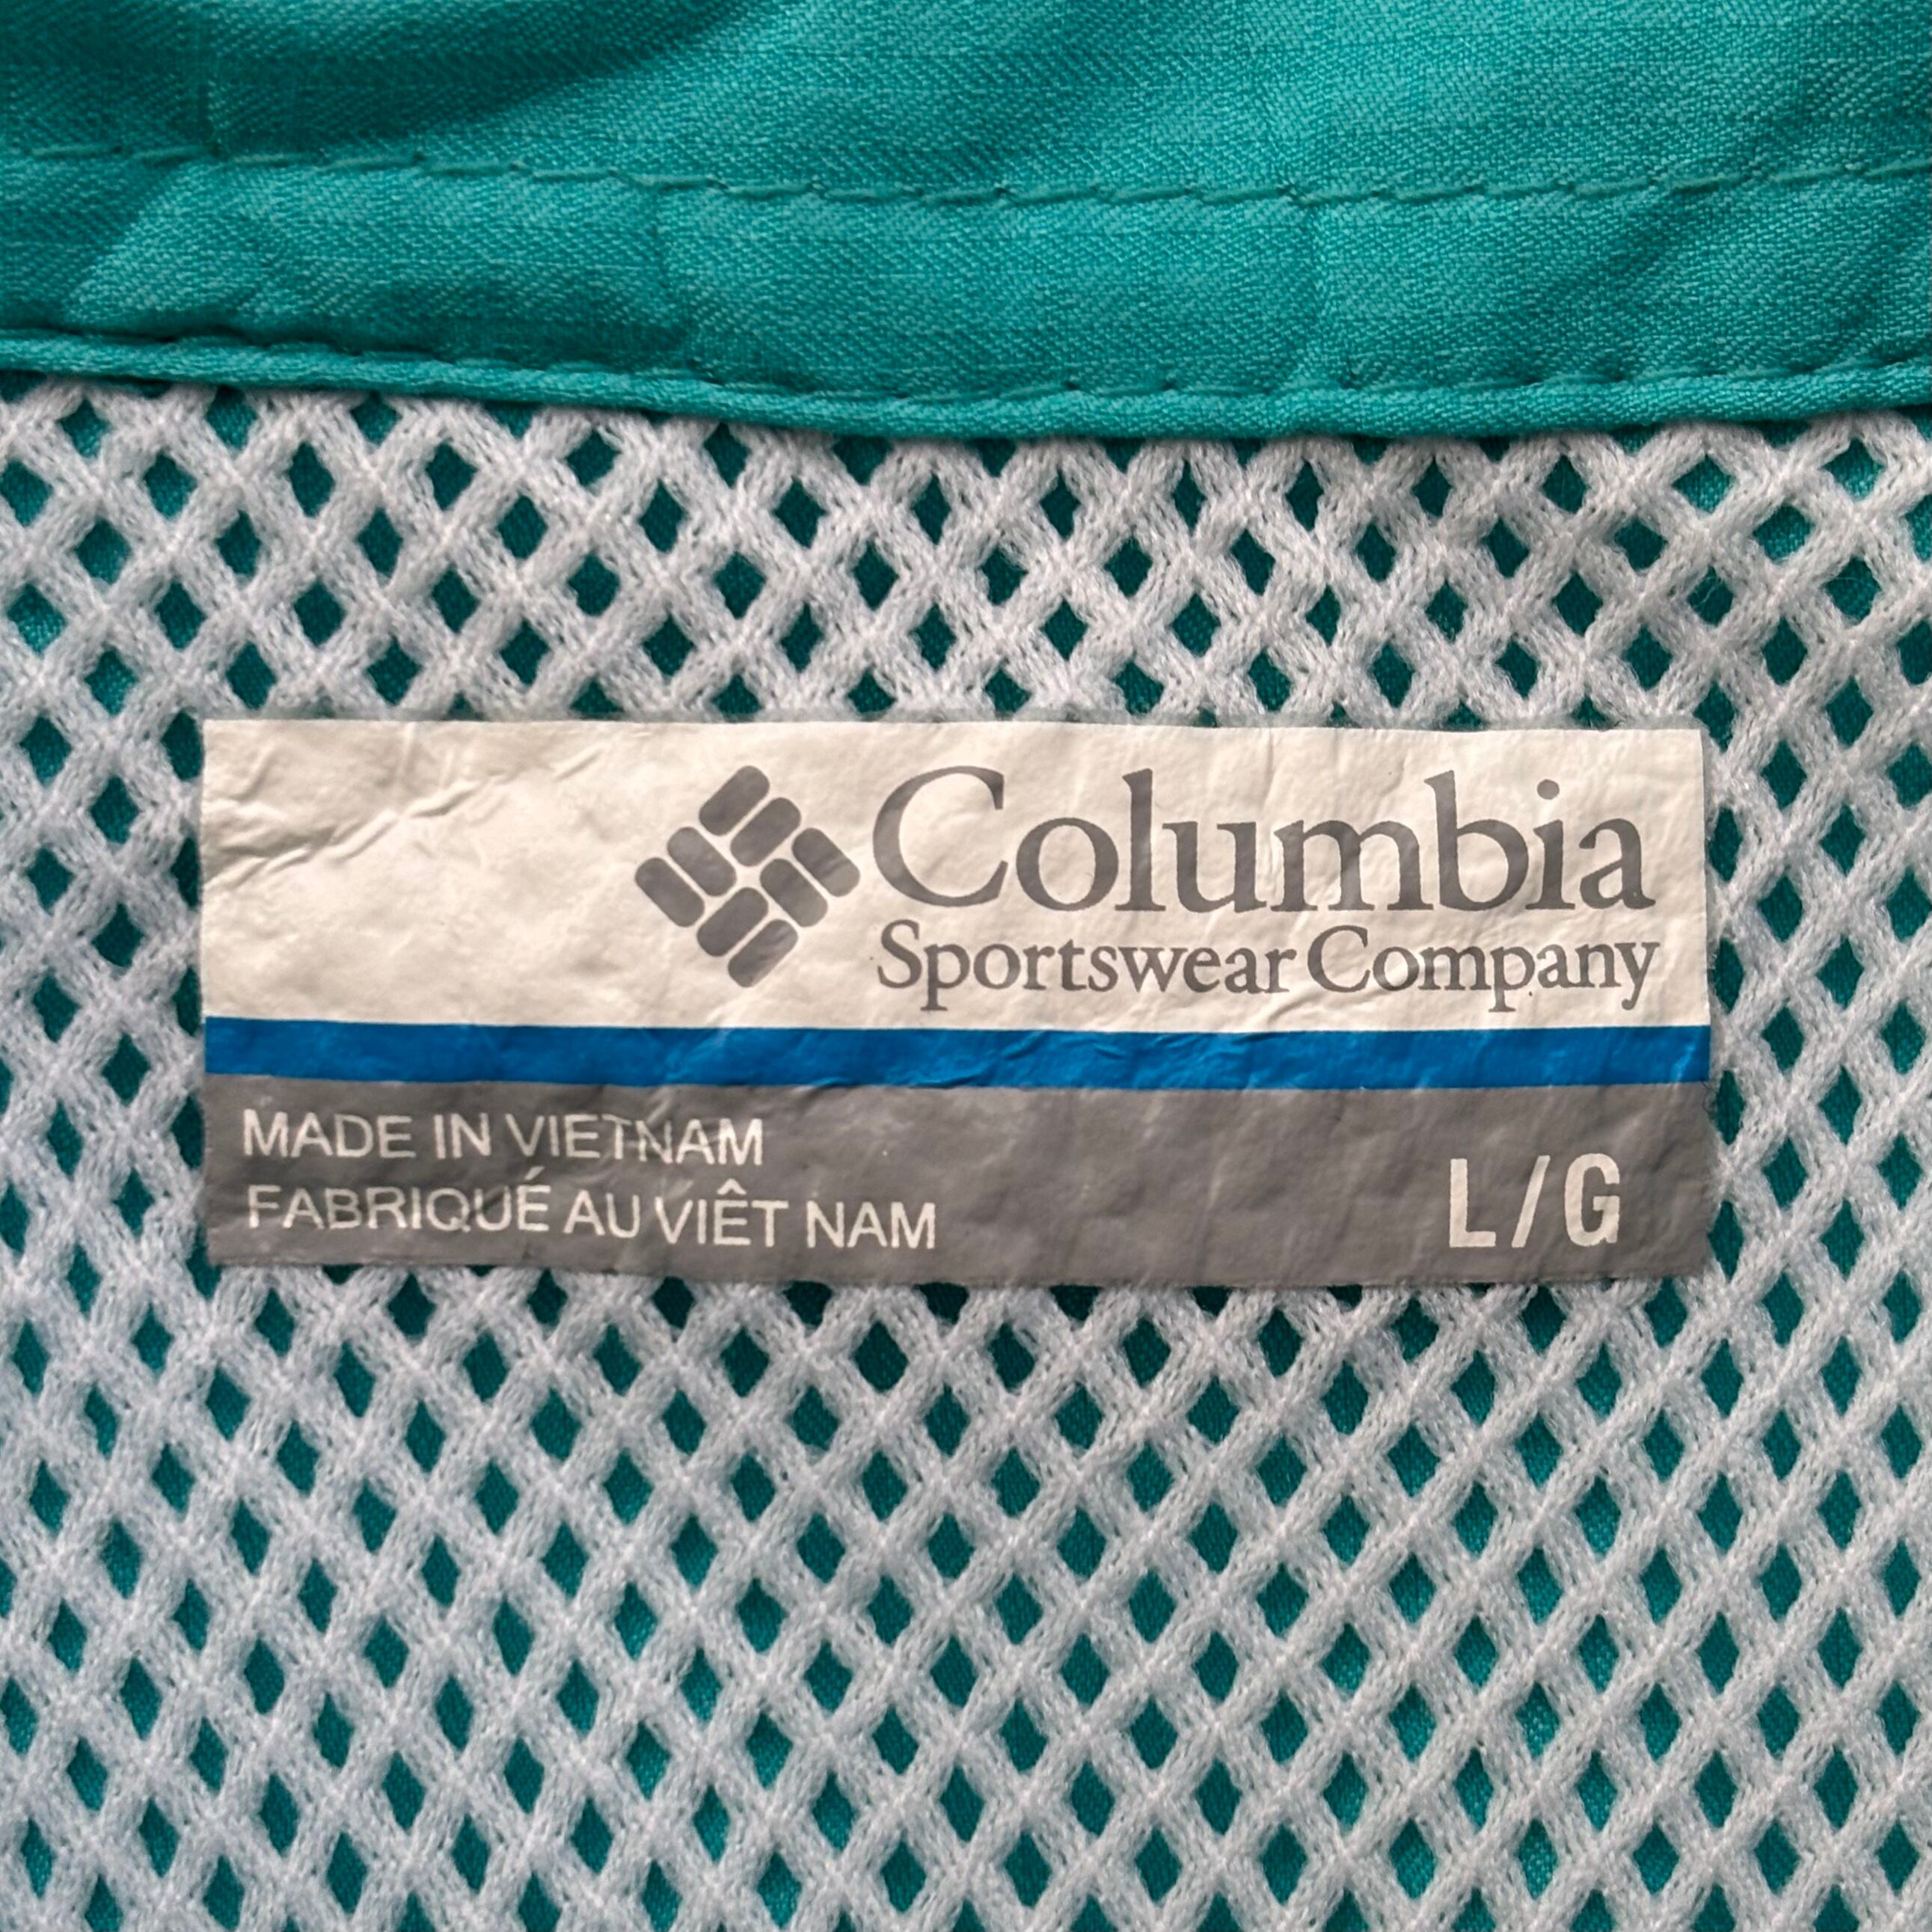 Columbia
Sportswear Company
MADE IN VIETNAM
FABRIQUÉ AU VIÊT NAM
L/G